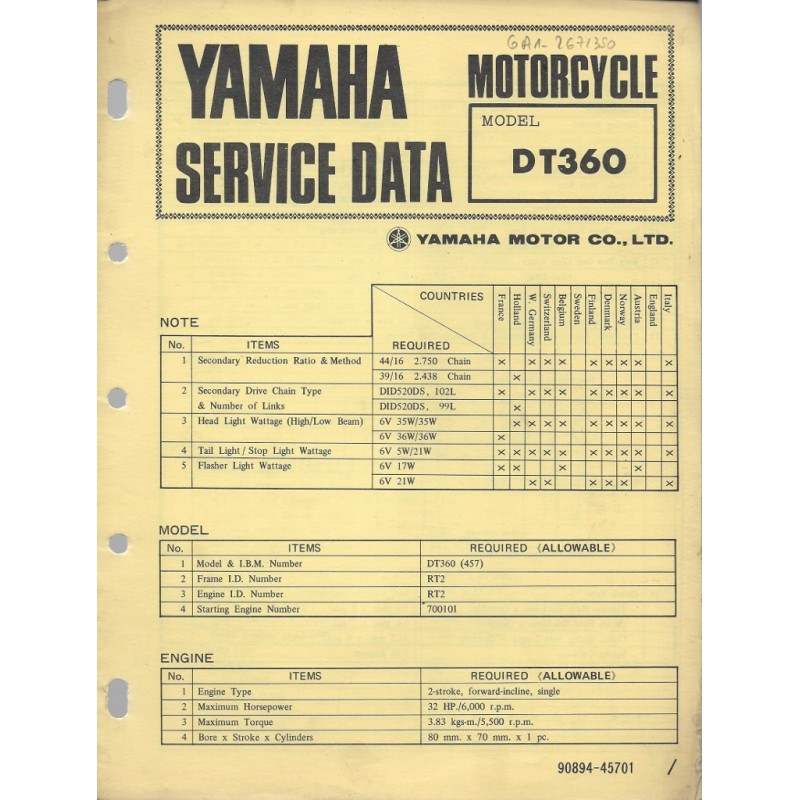 GAA-2671350
YAMAHA
SERVICE DATA
MOTORCYCLE
MODEL
DT360
YAMAHA MOTOR CO., LTD.
NOTE
COUNTRIES
REQUIRED
France
Holland
W. Germany
Switzerland
Belgium
Sweden
Finland
Denmark
Norway
Austria
England
Italy
No. ITEMS
1 Secondary Reduction Ratio & Method 44/16 2.750 Chain x x x x x x x x x
39/16 2.438 Chain x
2 Secondary Drive Chain Type DID520DS, 102L x x x x x x x x x
& Number of Links DID520DS, 99L x
3 Head Light Wattage (High/Low Beam) 6V 35W/35W x x x x x x x x x
6V 36W/36W x
4 Tail Light / Stop Light Wattage 6V 5W/21W x x x x x x x x x x
5 Flasher Light Wattage 6V 17W x x x x
6V 21W x x x x x x
MODEL
No. ITEMS REQUIRED (ALLOWABLE)
1 Model & I.B.M. Number DT360 (457)
2 Frame I.D. Number RT2
3 Engine I.D. Number RT2
4 Starting Engine Number 700101
ENGINE
No. ITEMS REQUIRED (ALLOWABLE)
1 Engine Type 2-stroke, forward-incline, single
2 Maximum Horsepower 32 HP./6,000 r.p.m.
3 Maximum Torque 3.83 kgs-m./5,500 r.p.m.
4 Bore x Stroke x Cylinders 80 mm. x 70 mm. x 1 pc.
90894-45701 /